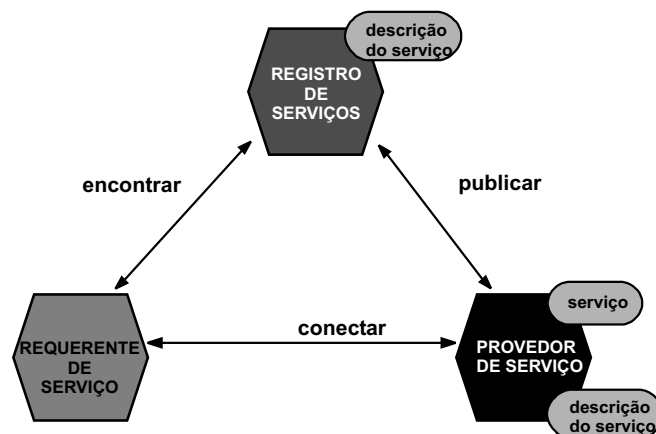 descrição
do serviço
REGISTRO
DE
SERVIÇOS
encontrar
publicar
conectar
REQUERENTE
DE
SERVIÇO
serviço
PROVEDOR
DE SERVIÇO
descrição
do serviço